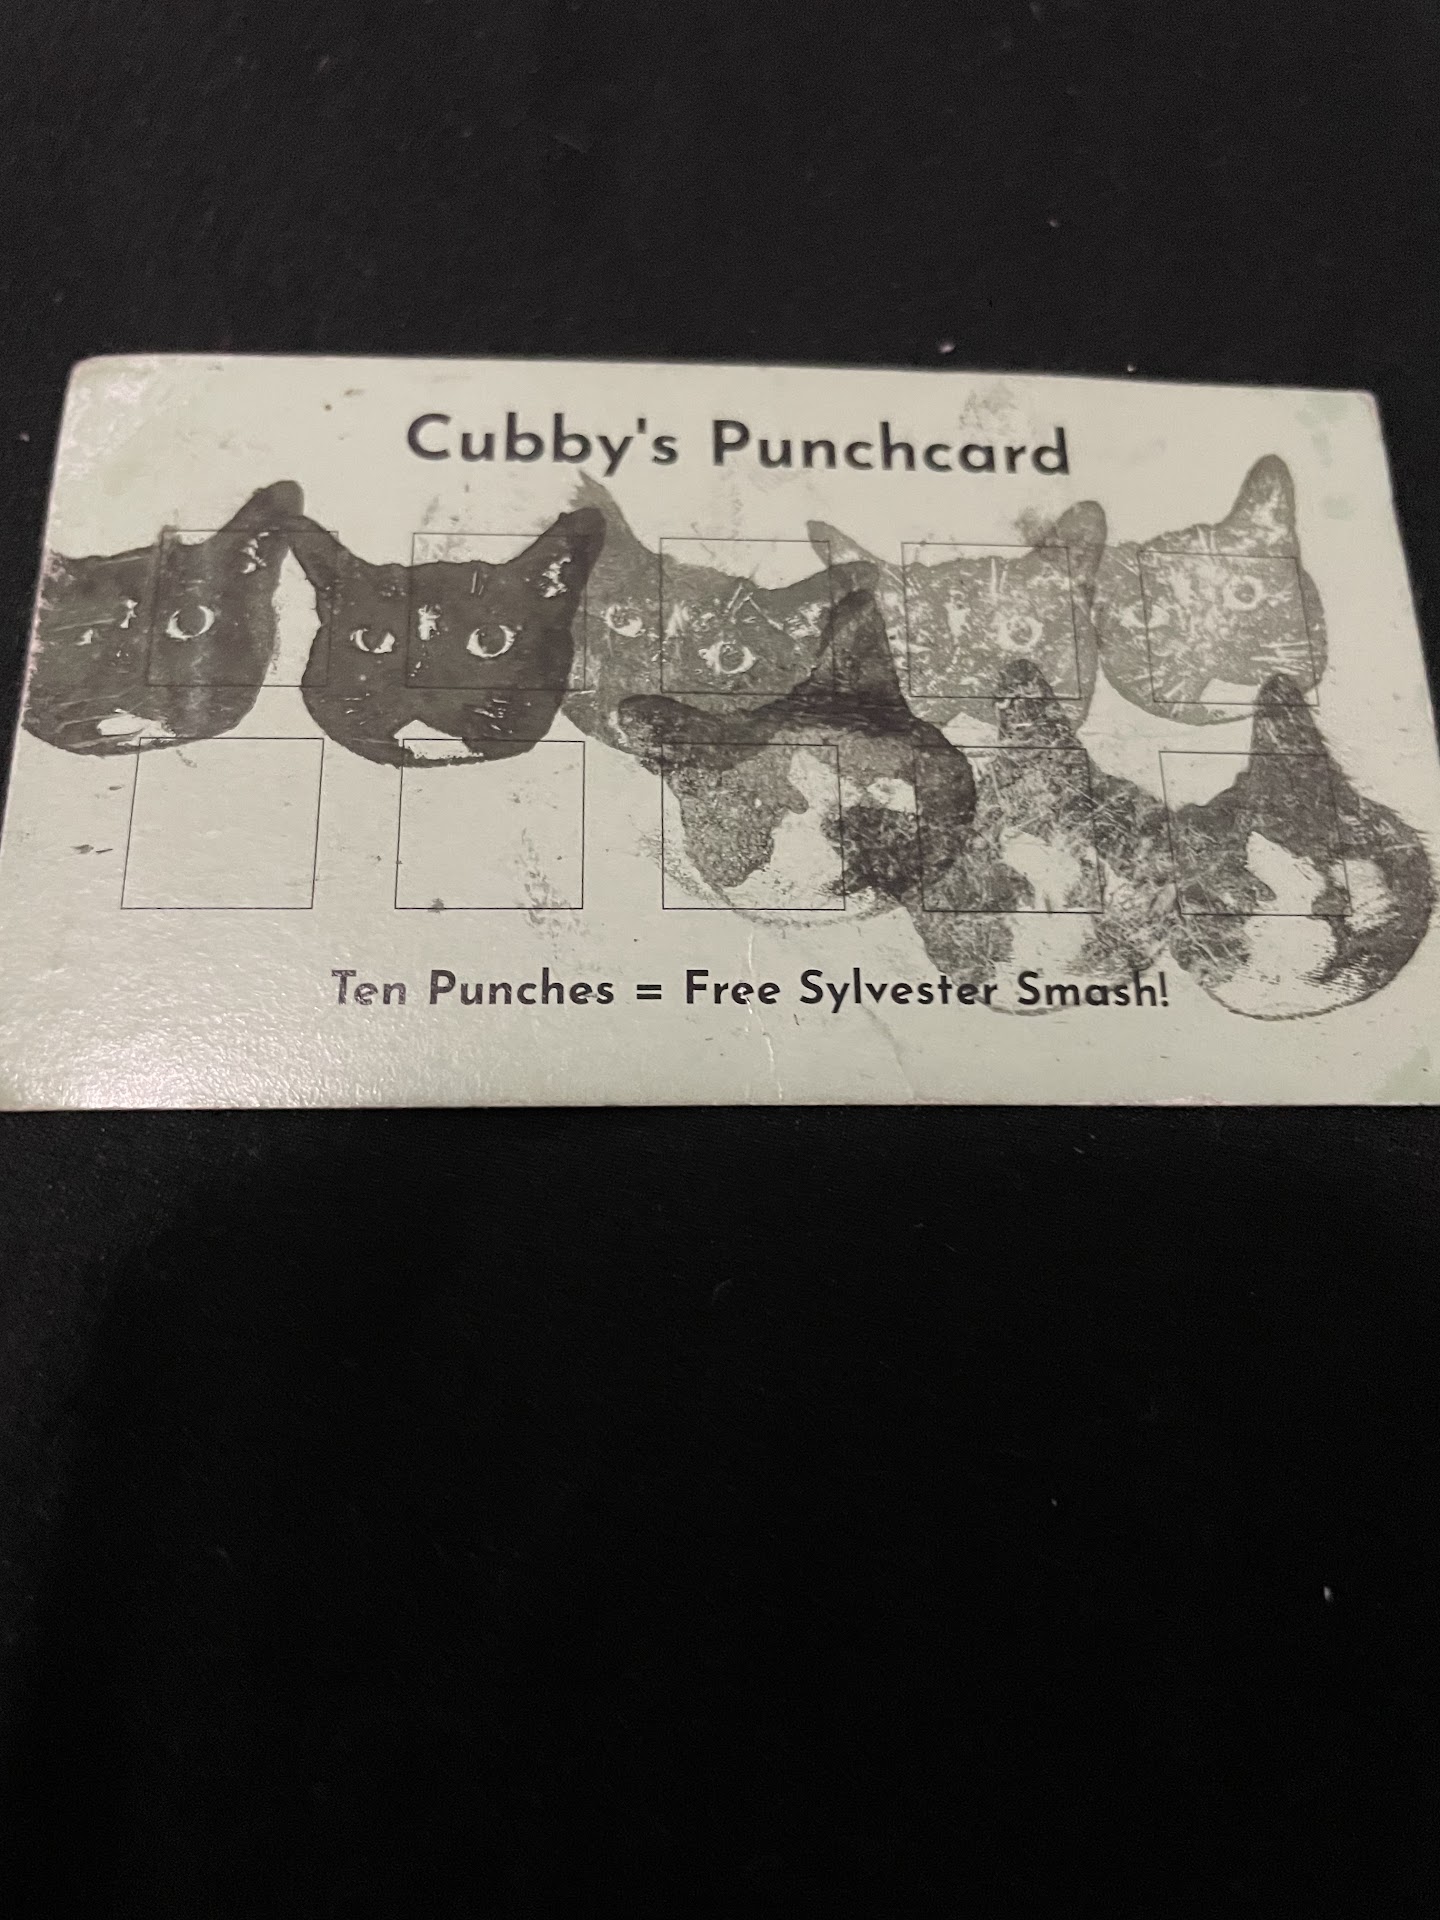 Cubby's Punchcard
Ten Punches = Free Sylvester Smash!